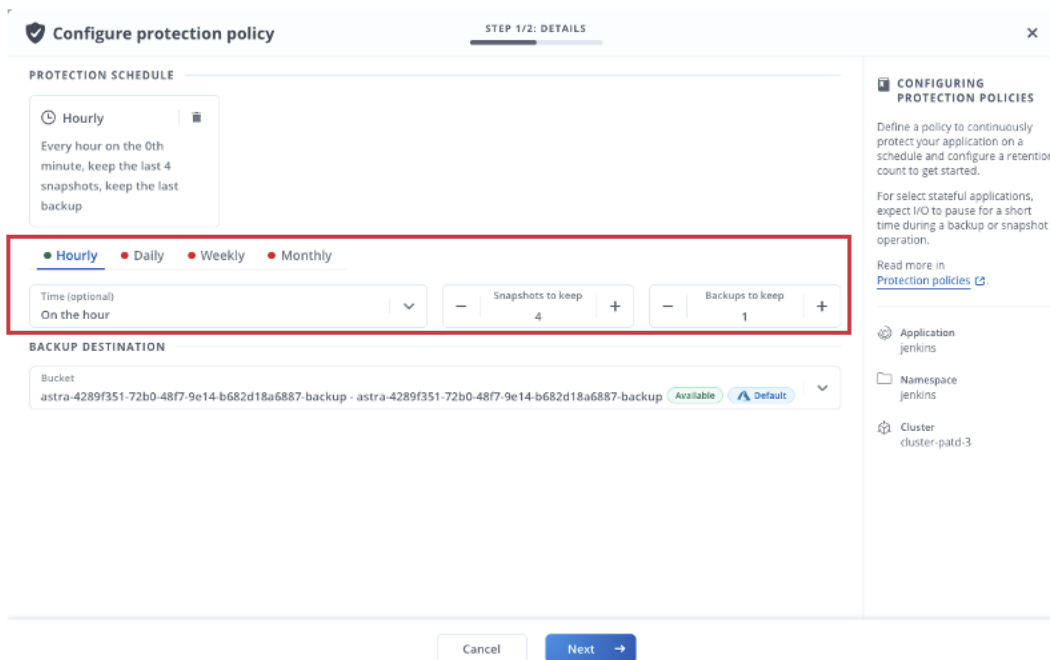 Configure protection policy
STEP 1/2: DETAILS
PROTECTION SCHEDULE
Hourly
Every hour on the 0th
minute, keep the last 4
snapshots, keep the last
backup
Hourly
Daily
Weekly
Monthly
Time (optional)
On the hour
Snapshots to keep
4
Backups to keep
1
BACKUP DESTINATION
Bucket
astra-4289f351-72b0-48f7-9e14-b682d18a6887-backup - astra-4289f351-72b0-48f7-9e14-b682d18a6887-backup
Available
Default
CONFIGURING
PROTECTION POLICIES
Define a policy to continuously
protect your application on a
schedule and configure a retention
count to get started.
For select stateful applications,
expect I/O to pause for a short
time during a backup or snapshot
operation.
Read more in
Protection policies.
Application
jenkins
Namespace
jenkins
Cluster
cluster-patd-3
Cancel
Next